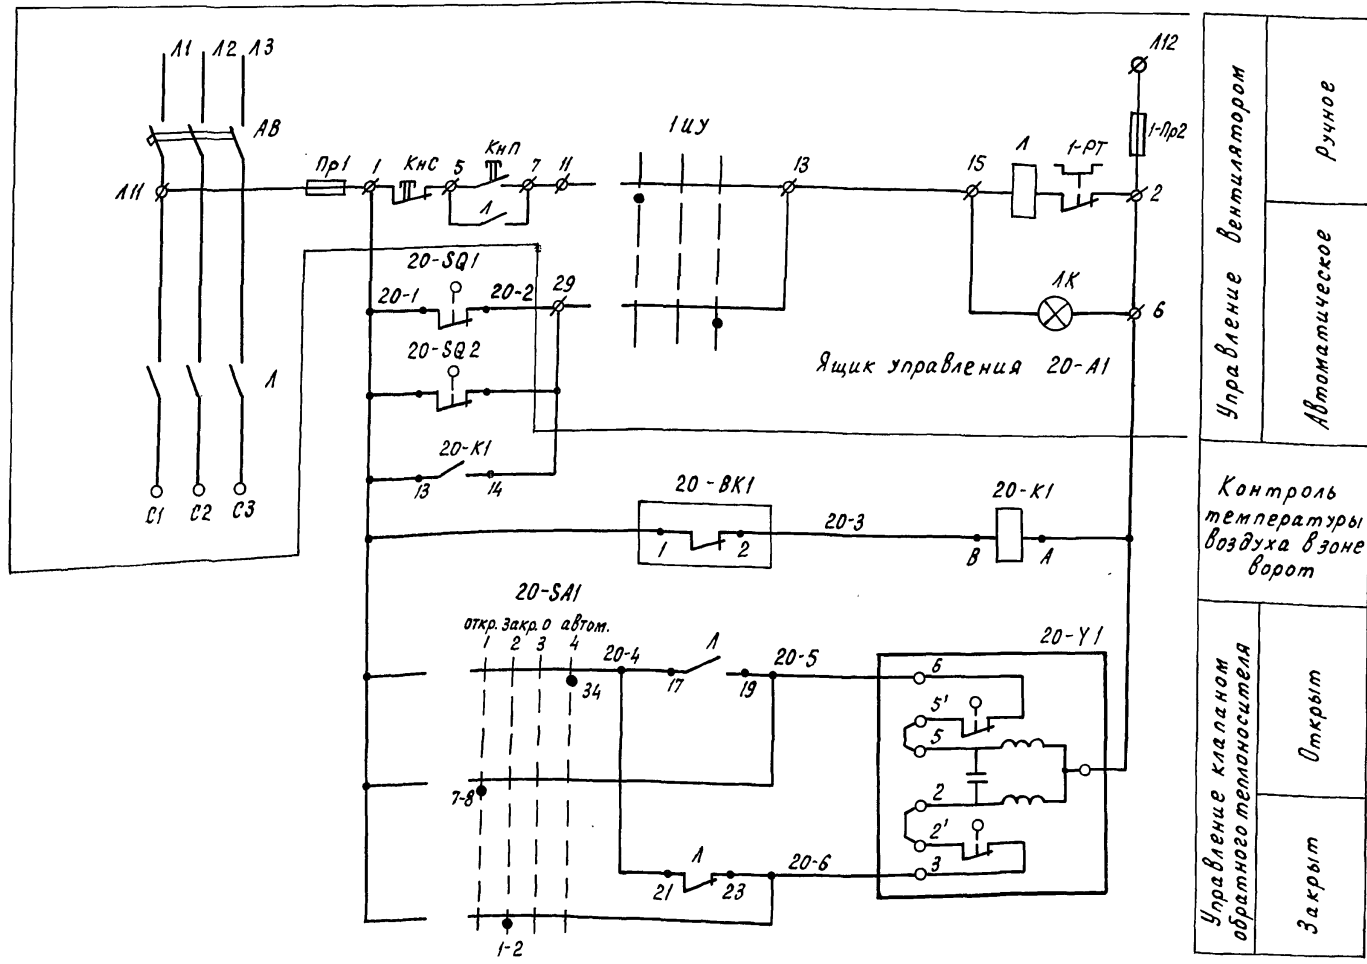 Л1 Л2 Л3
АВ
Л11
Пр1
1
КнС
5
КнП
7
11
Л
1ИУ
13
15
Л
1-РТ
Л12
1-Пр2
2
20-SQ1
20-1
20-2
29
ЛК
6
20-SQ2
Ящик управления 20-А1
Л
20-К1
13
14
С1 С2 С3
20-ВК1
1
2
20-3
20-К1
В
А
20-SA1
откр. закр. 0 автом.
1 2 3 4
34
20-4
17
Л
19
20-5
7-8
21
Л
23
20-6
1-2
20-Y1
6
5'
5
2
2'
3
Управление вентилятором
Ручное
Автоматическое
Контроль
температуры
воздуха в зоне
ворот
Управление клапаном
обратного теплоносителя
Открыт
Закрыт